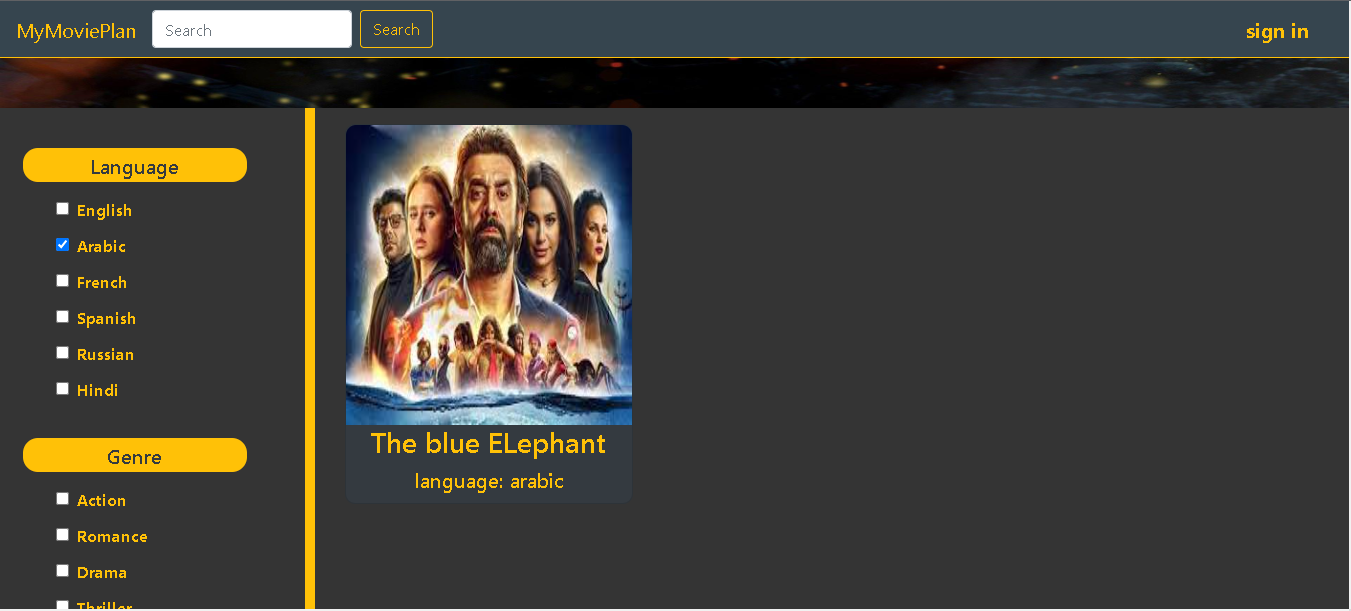 MyMoviePlan Search Search sign in
Language
English
Arabic
French
Spanish
Russian
Hindi
Genre
Action
Romance
Drama
Thriller
The blue ELephant
language: arabic